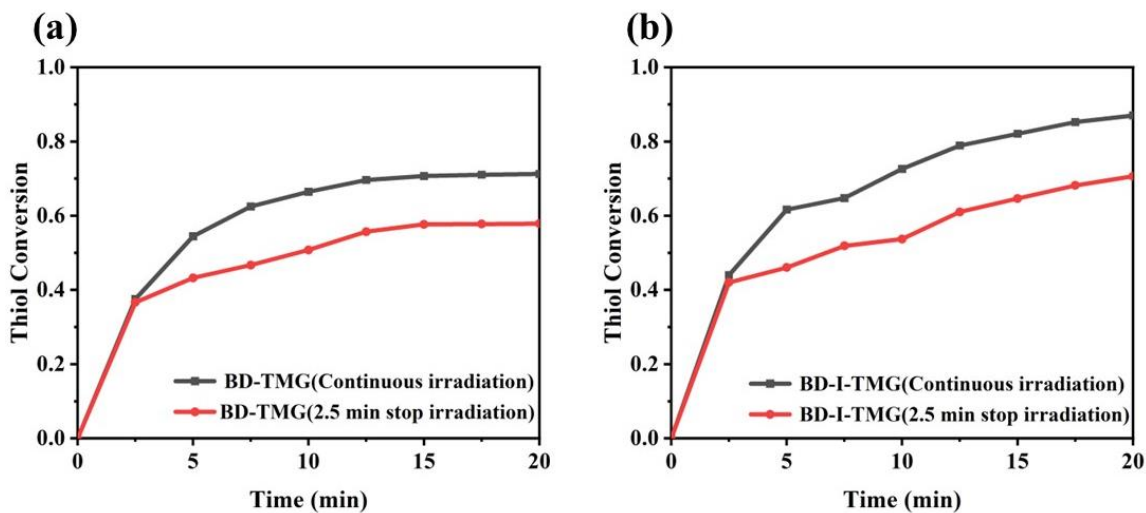 (a)
1.0
0.8
0.6
0.4
0.2
0.0
Thiol Conversion
BD-TMG(Continuous irradiation)
BD-TMG(2.5 min stop irradiation)
0 5 10 15 20
Time (min)
(b)
1.0
0.8
0.6
0.4
0.2
0.0
Thiol Conversion
BD-I-TMG(Continuous irradiation)
BD-I-TMG(2.5 min stop irradiation)
0 5 10 15 20
Time (min)